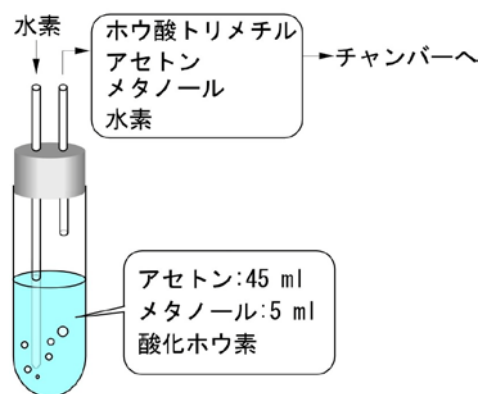 水素
ホウ酸トリメチル
アセトン
メタノール
水素
チャンバーへ
アセトン:45 ml
メタノール:5 ml
酸化ホウ素